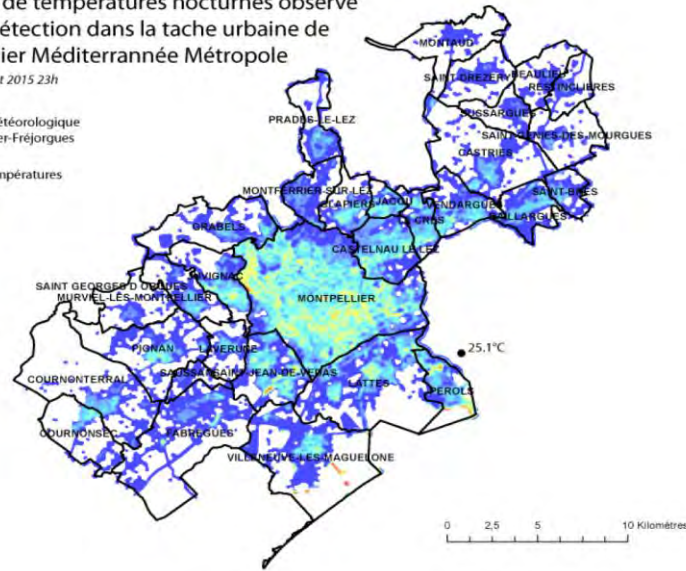 de températures nocturnes observé
étection dans la tache urbaine de
ier Méditerrannée Métropole
t 2015 23h
étéorologique
er-Fréjorgues
mpératures
MONTAUD
SAINT-DREZERY
BEAULIEU
RESTINCLIERES
SUSSARGUES
PRADES-LE-LEZ
SAINT-GENIES-DES-MOURGUES
CASTRIES
MONTFERRIER-SUR-LEZ
CLAPIERS
JACOU
VENDARGUES
SAINT-BRES
BAILLARGUES
CRES
GRABELS
CASTELNAU LE LEZ
JUVIGNAC
SAINT GEORGES D ORQUES
MURVIEL-LÈS-MONTPELLIER
MONTPELLIER
PIGNAN
LAVERUNE
25.1°C
COURNONTERRAL
SAUSSAN
SAINT-JEAN-DE-VEDAS
LATTES
PEROLS
COURNONSEC
FABREGUES
VILLENEUVE-LES-MAGUELONE
0 2,5 5 10 Kilomètres